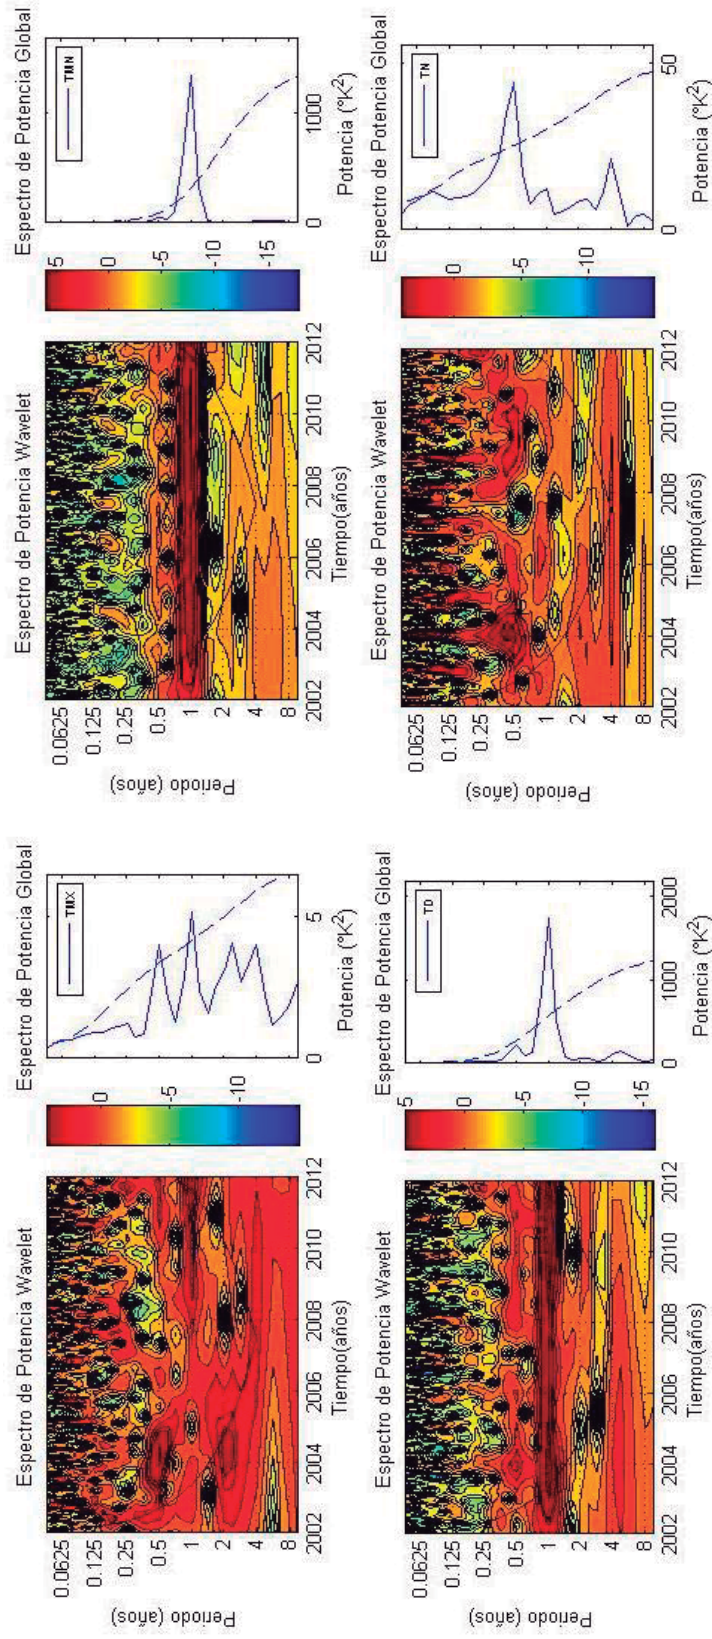 Espectro de Potencia Wavelet
Espectro de Potencia Global
Periodo (años)
0.0625
0.125
0.25
0.5
1
2
4
8
2002 2004 2006 2008 2010 2012
Tiempo(años)
0
-5
-10
TMX
0 5
Potencia (°K²)
Espectro de Potencia Wavelet
Espectro de Potencia Global
Periodo (años)
0.0625
0.125
0.25
0.5
1
2
4
8
2002 2004 2006 2008 2010 2012
Tiempo(años)
5
0
-5
-10
-15
TMN
0 1000
Potencia (°K²)
Espectro de Potencia Wavelet
Espectro de Potencia Global
Periodo (años)
0.0625
0.125
0.25
0.5
1
2
4
8
2002 2004 2006 2008 2010 2012
Tiempo(años)
5
0
-5
-10
-15
TD
0 1000 2000
Potencia (°K²)
Espectro de Potencia Wavelet
Espectro de Potencia Global
Periodo (años)
0.0625
0.125
0.25
0.5
1
2
4
8
2002 2004 2006 2008 2010 2012
Tiempo(años)
0
-5
-10
TN
0 50
Potencia (°K²)